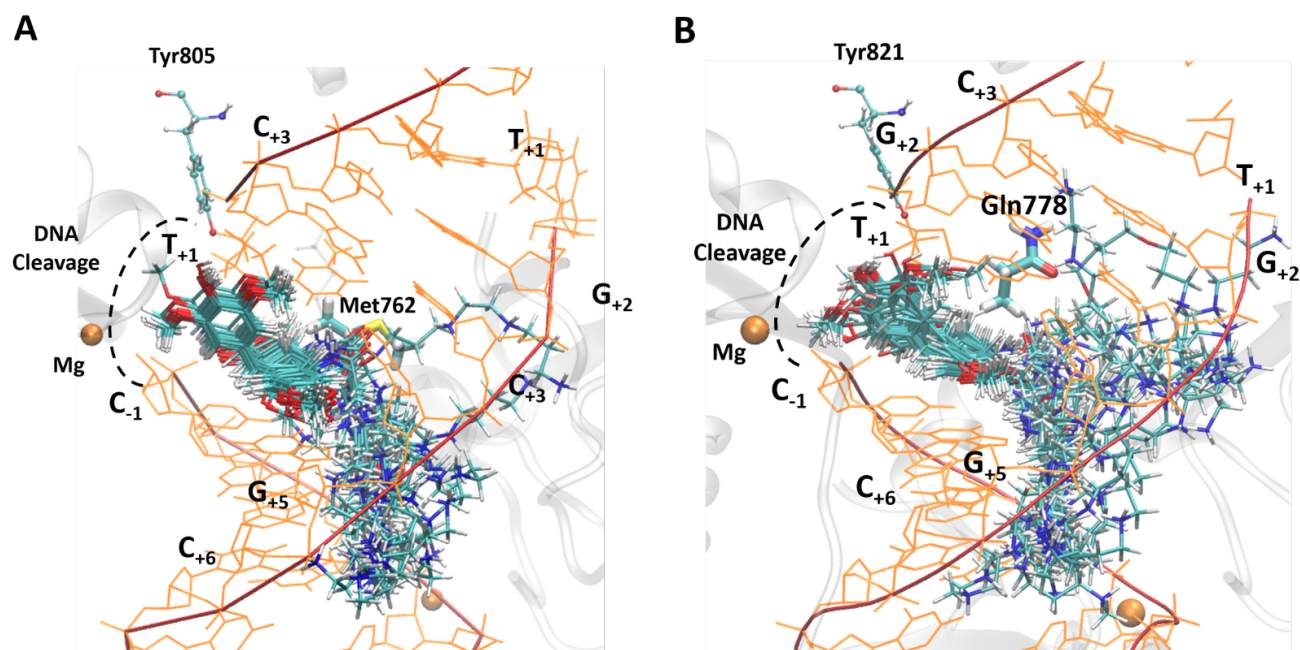 A
Tyr805
C+3
T+1
DNA
Cleavage
T+1
Met762
G+2
Mg
C-1
C+3
G+5
C+6
B
Tyr821
C+3
G+2
T+1
Gln778
DNA
Cleavage
T+1
G+2
Mg
C-1
G+5
C+6